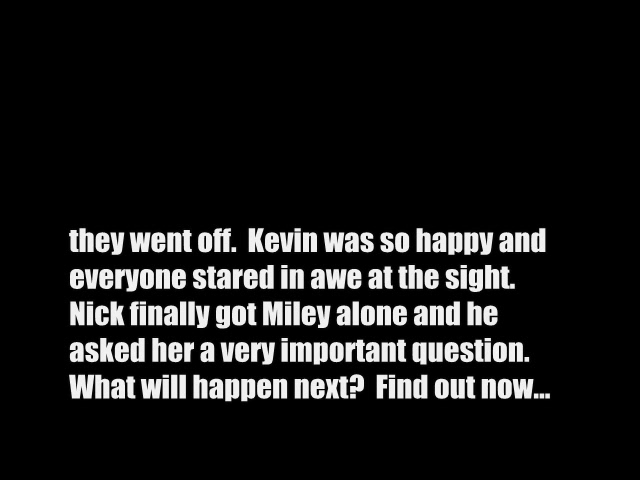 they went off.  Kevin was so happy and
everyone stared in awe at the sight.
Nick finally got Miley alone and he
asked her a very important question.
What will happen next?  Find out now...